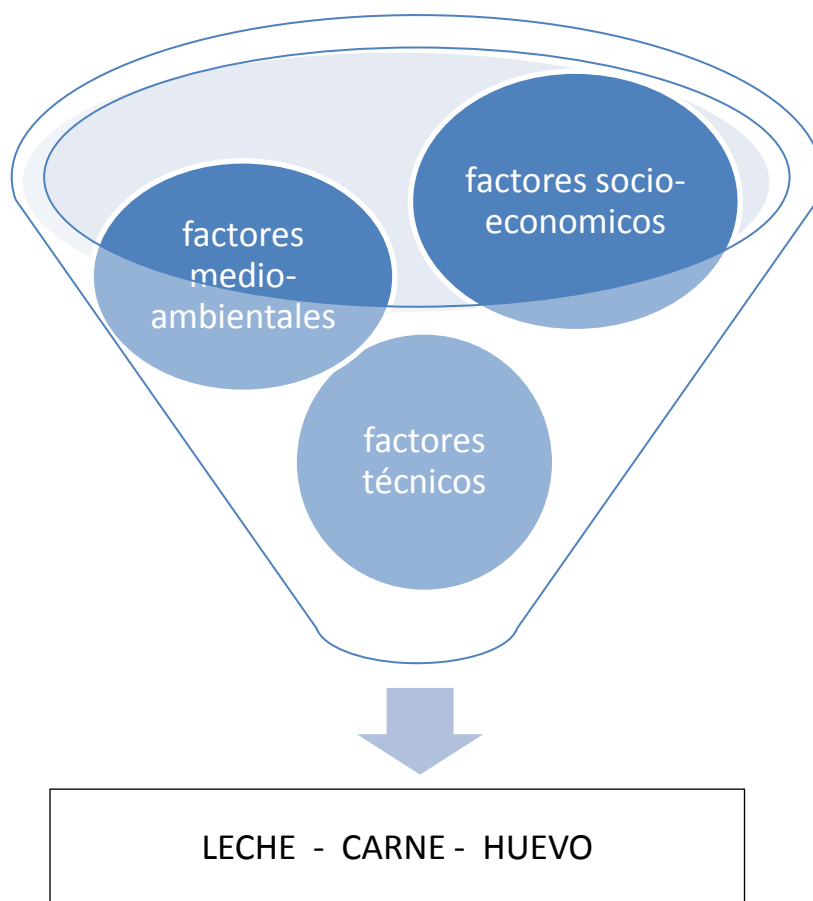 factores socio-
economicos
factores
medio-
ambientales
factores
técnicos
LECHE - CARNE - HUEVO